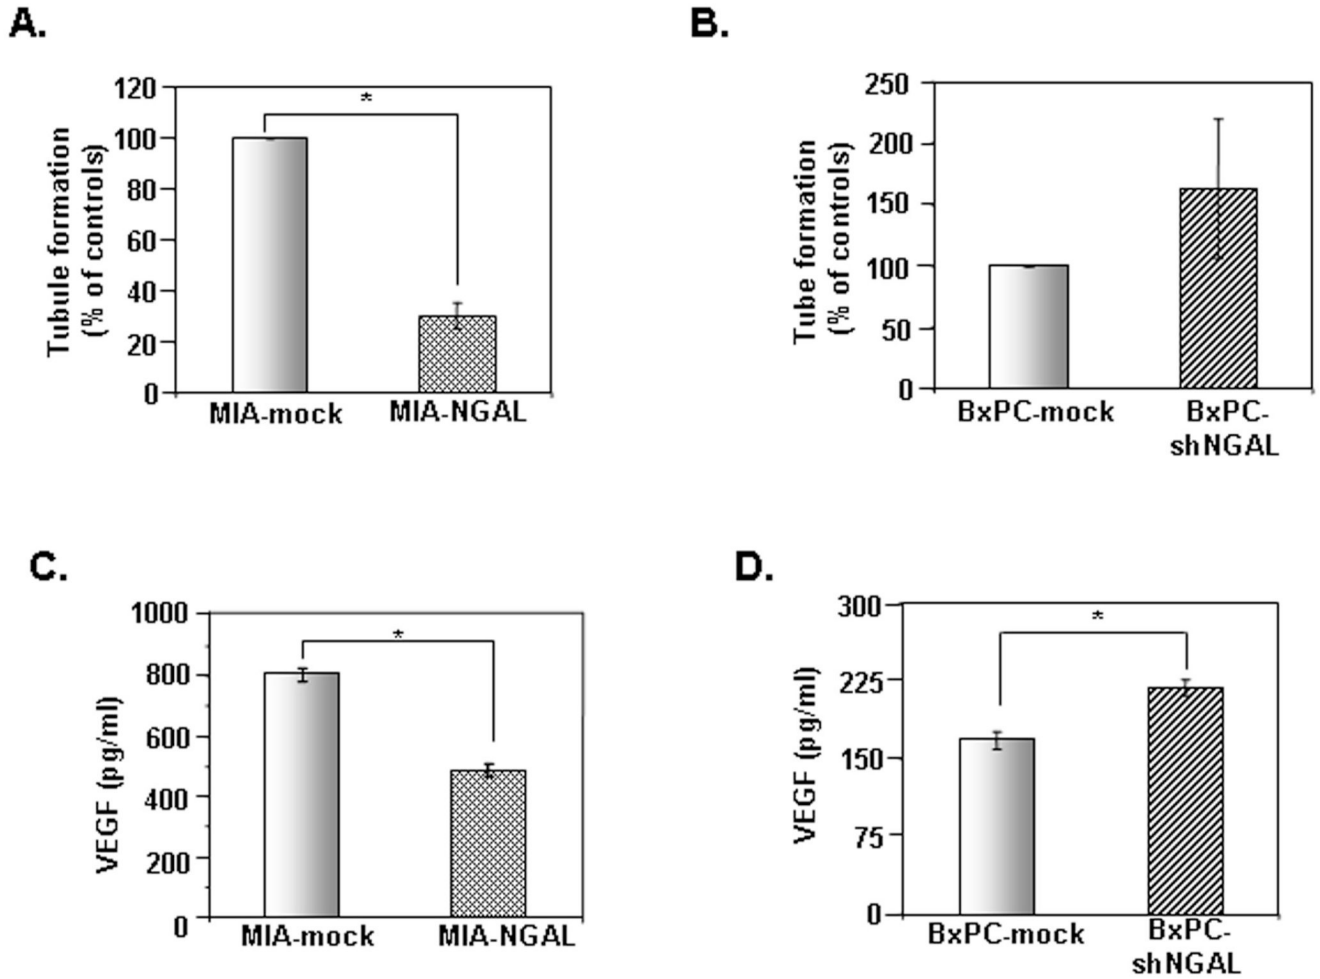 A.
Tubule formation
(% of controls)
120
100
80
60
40
20
0
*
MIA-mock
MIA-NGAL
B.
Tube formation
(% of controls)
250
200
150
100
50
0
BxPC-mock
BxPC-
shNGAL
C.
VEGF (pg/ml)
1000
800
600
400
200
0
*
MIA-mock
MIA-NGAL
D.
VEGF (pg/ml)
300
225
150
75
0
*
BxPC-mock
BxPC-
shNGAL